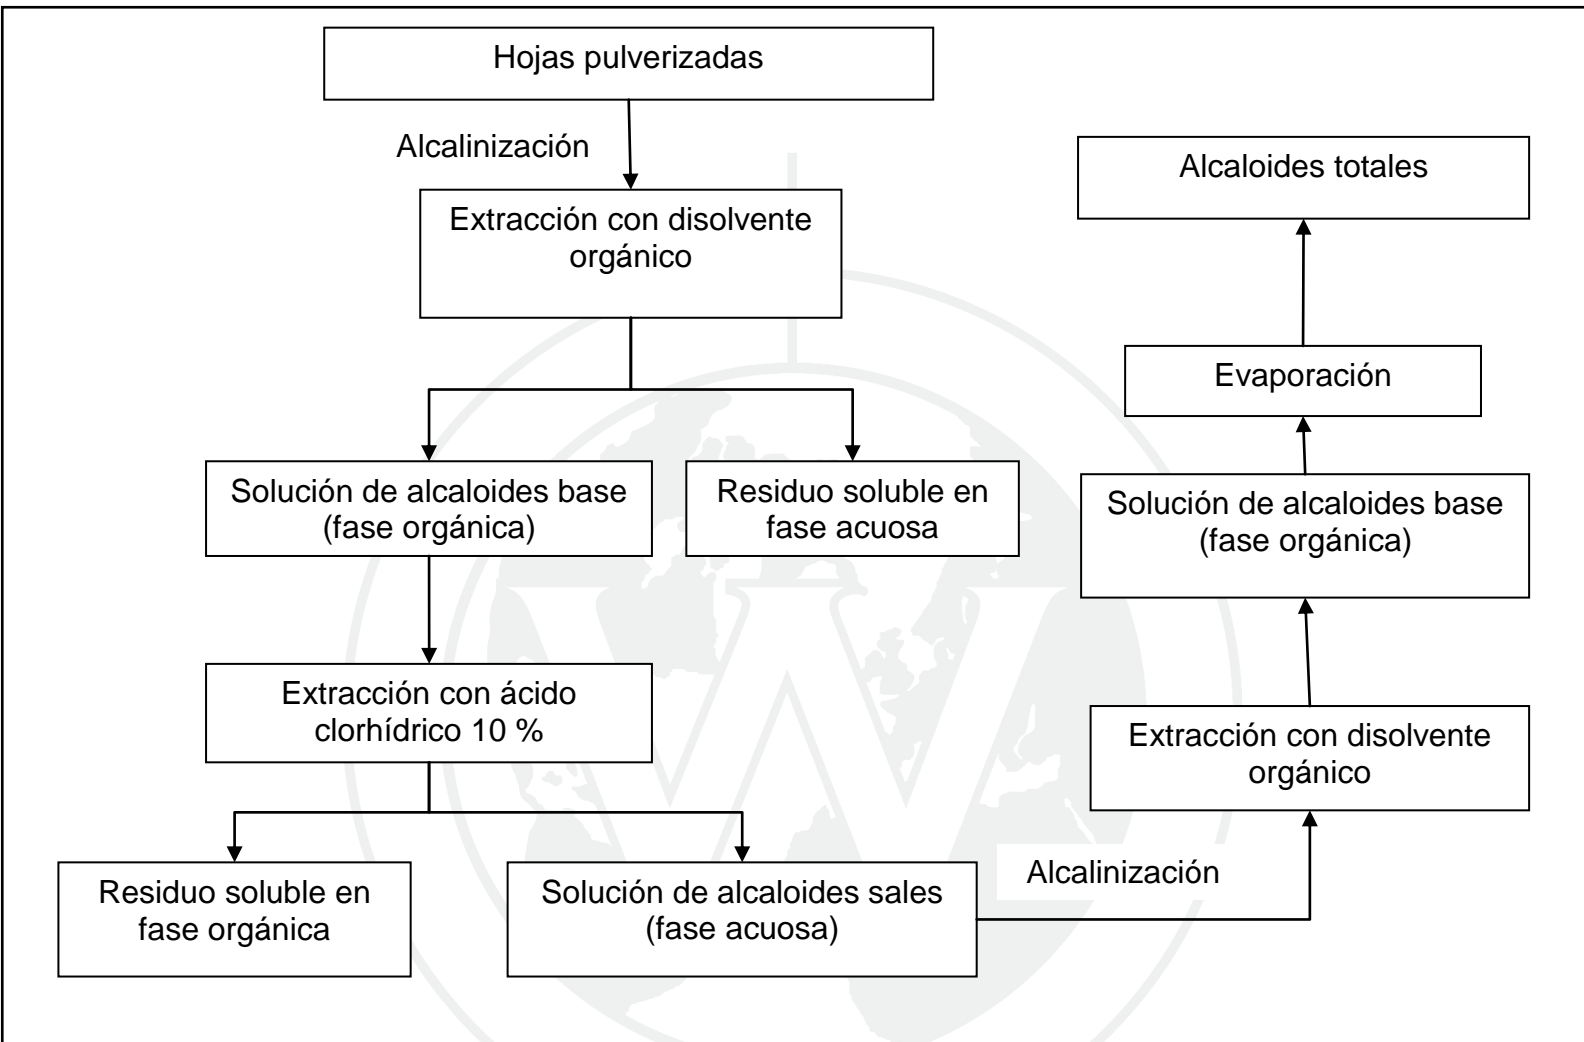 Hojas pulverizadas
Alcalinización
Extracción con disolvente
orgánico
Solución de alcaloides base
(fase orgánica)
Residuo soluble en
fase acuosa
Extracción con ácido
clorhídrico 10 %
Residuo soluble en
fase orgánica
Solución de alcaloides sales
(fase acuosa)
Alcalinización
Extracción con disolvente
orgánico
Solución de alcaloides base
(fase orgánica)
Evaporación
Alcaloides totales